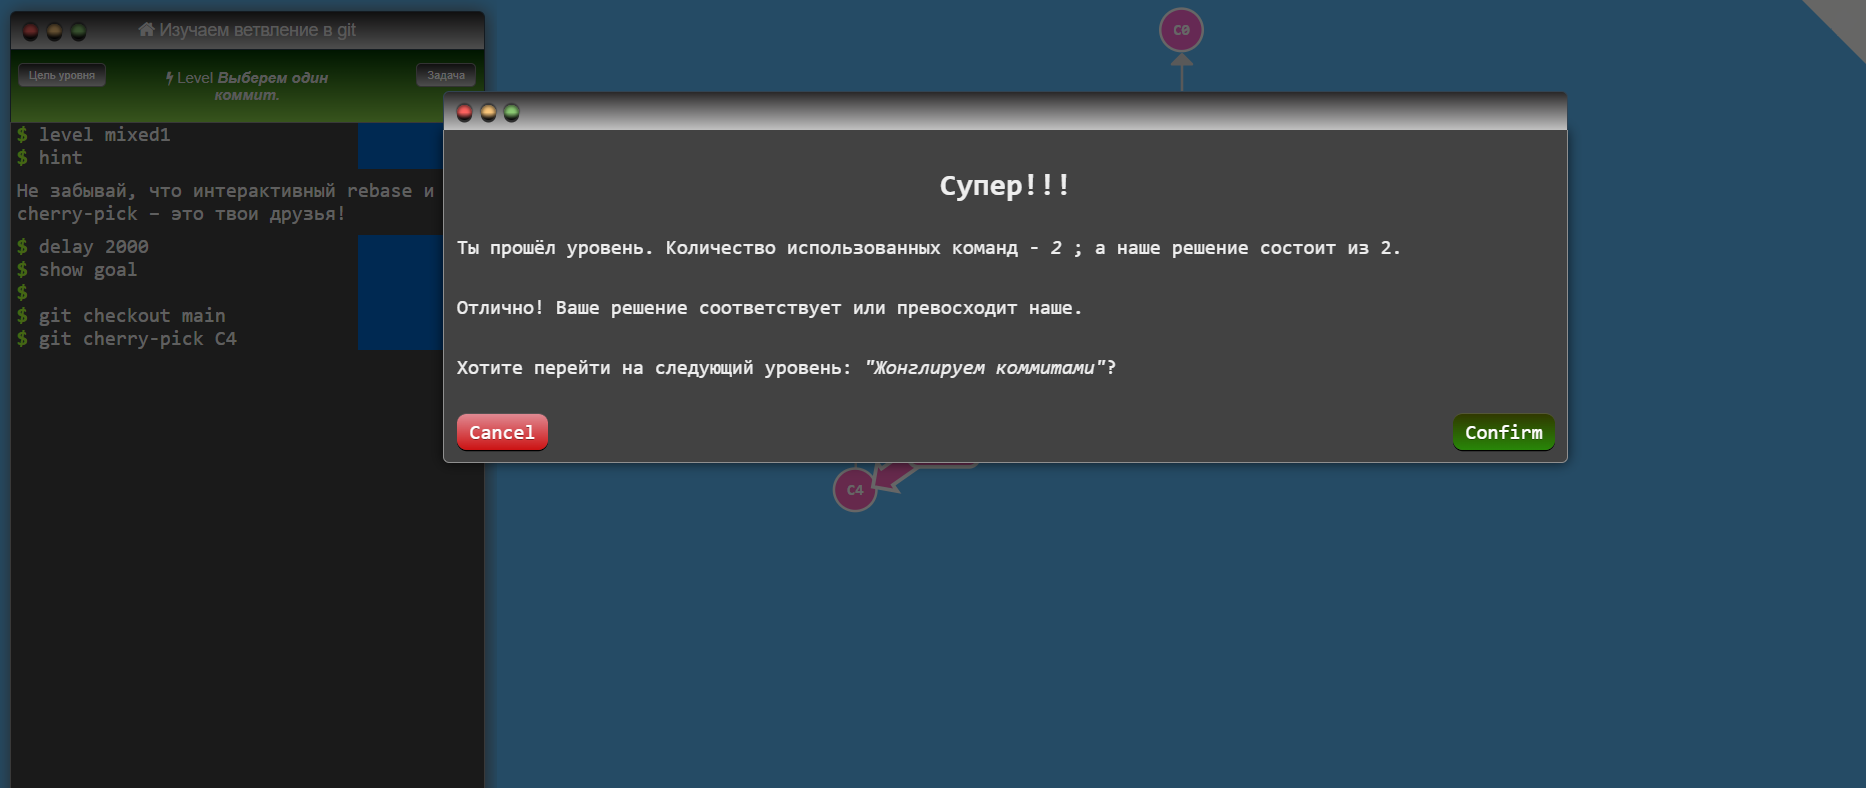 Изучаем ветвление в git
Цель уровня
Level Выберем один
коммит.
Задача
$ level mixed1
$ hint
Не забывай, что интерактивный rebase и
cherry-pick – это твои друзья!
$ delay 2000
$ show goal
$
$ git checkout main
$ git cherry-pick C4
C0
Супер!!!
Ты прошёл уровень. Количество использованных команд - 2 ; а наше решение состоит из 2.
Отлично! Ваше решение соответствует или превосходит наше.
Хотите перейти на следующий уровень: "Жонглируем коммитами"?
Cancel
Confirm
C4